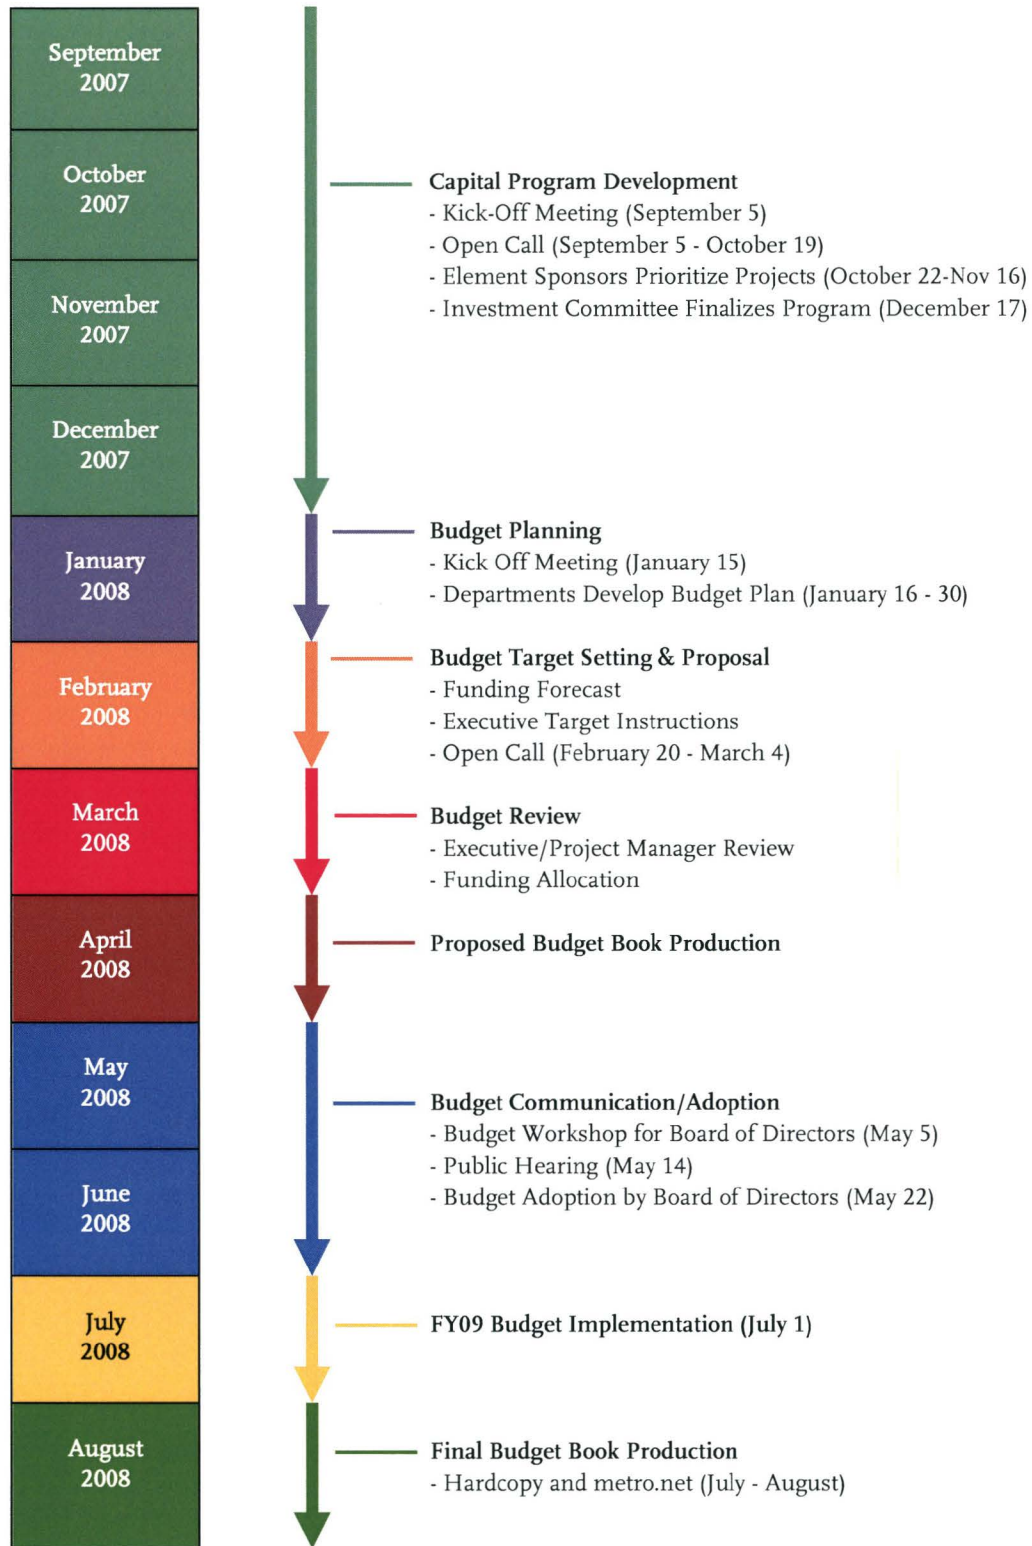 September
2007
October
2007
November
2007
December
2007
January
2008
February
2008
March
2008
April
2008
May
2008
June
2008
July
2008
August
2008
Capital Program Development
- Kick-Off Meeting (September 5)
- Open Call (September 5 - October 19)
- Element Sponsors Prioritize Projects (October 22-Nov 16)
- Investment Committee Finalizes Program (December 17)
Budget Planning
- Kick Off Meeting (January 15)
- Departments Develop Budget Plan (January 16 - 30)
Budget Target Setting & Proposal
- Funding Forecast
- Executive Target Instructions
- Open Call (February 20 - March 4)
Budget Review
- Executive/Project Manager Review
- Funding Allocation
Proposed Budget Book Production
Budget Communication/Adoption
- Budget Workshop for Board of Directors (May 5)
- Public Hearing (May 14)
- Budget Adoption by Board of Directors (May 22)
FY09 Budget Implementation (July 1)
Final Budget Book Production
- Hardcopy and metro.net (July - August)